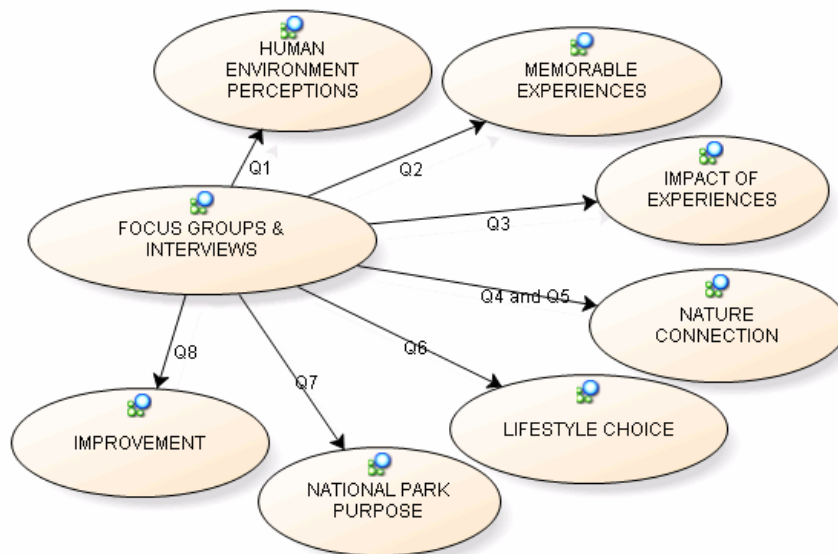 HUMAN
ENVIRONMENT
PERCEPTIONS
MEMORABLE
EXPERIENCES
Q1
Q2
IMPACT OF
EXPERIENCES
FOCUS GROUPS &
INTERVIEWS
Q3
Q4 and Q5
NATURE
CONNECTION
Q8
Q7
Q6
IMPROVEMENT
LIFESTYLE CHOICE
NATIONAL PARK
PURPOSE